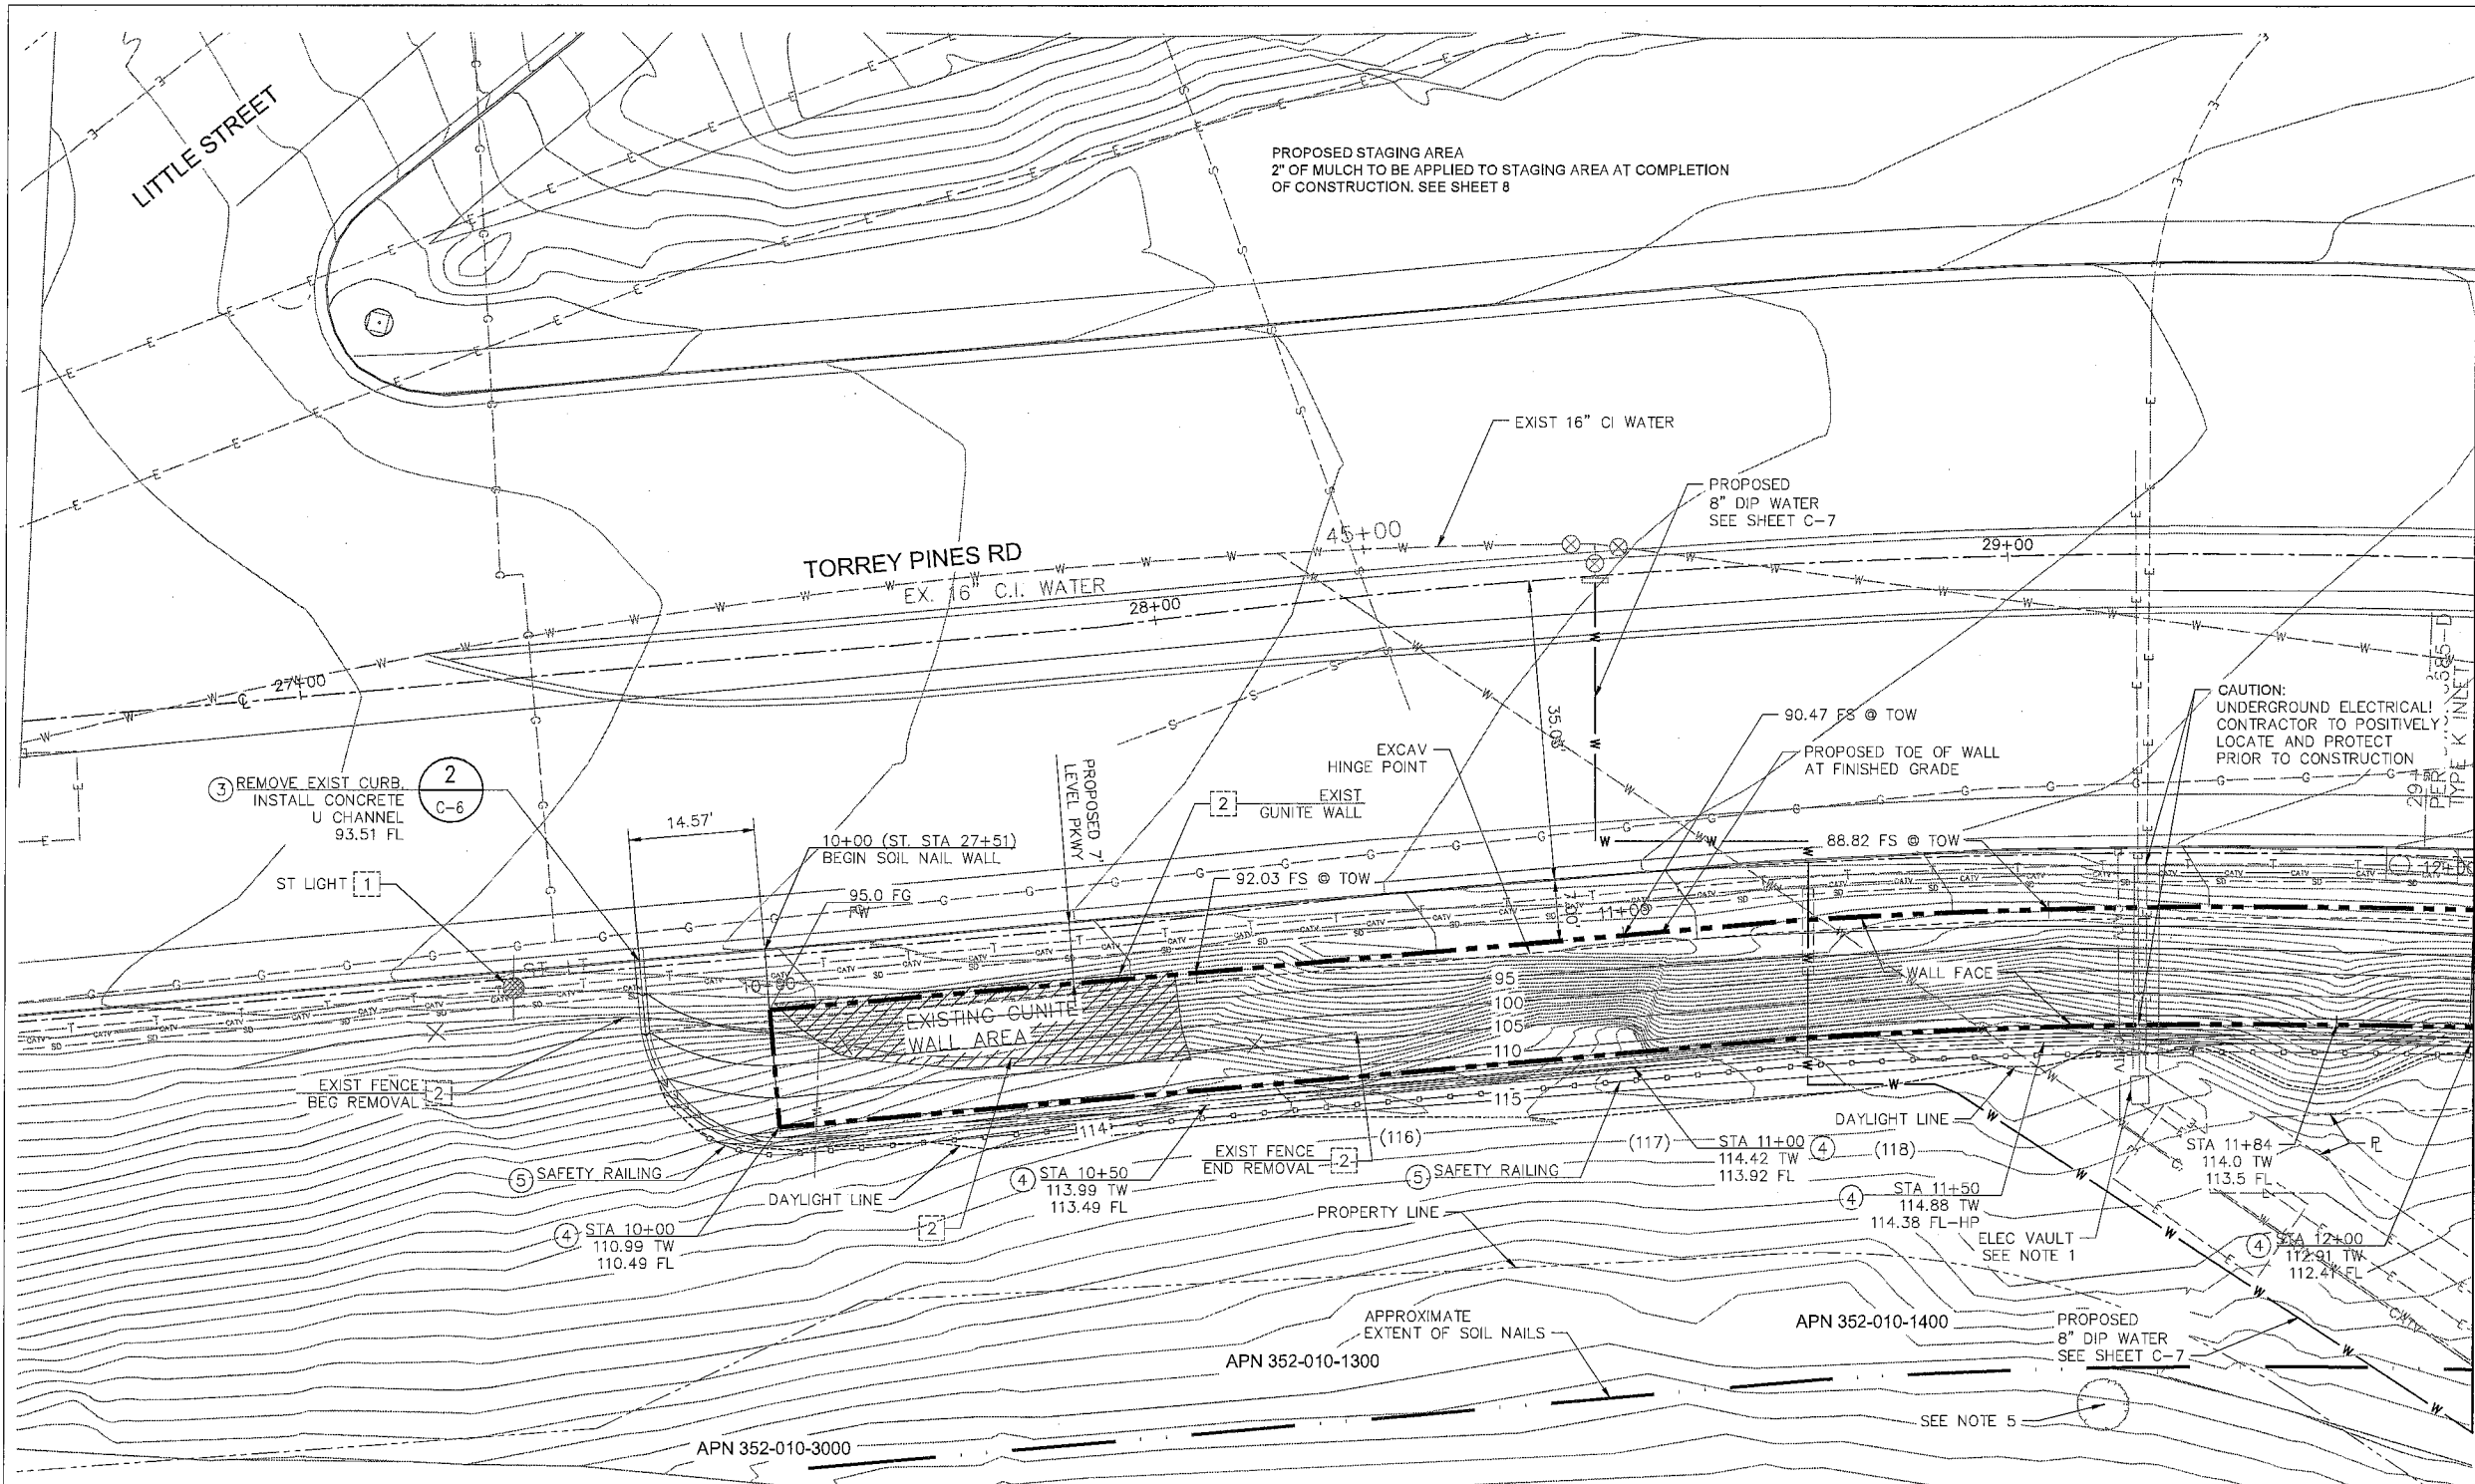 LITTLE STREET
PROPOSED STAGING AREA
2" OF MULCH TO BE APPLIED TO STAGING AREA AT COMPLETION
OF CONSTRUCTION. SEE SHEET 8
EXIST 16" CI WATER
PROPOSED
8" DIP WATER
SEE SHEET C-7
45+00
TORREY PINES RD
EX. 16" C.I. WATER
29+00
28+00
27+00
35.00'
CAUTION:
UNDERGROUND ELECTRICAL!
CONTRACTOR TO POSITIVELY
LOCATE AND PROTECT
PRIOR TO CONSTRUCTION
TYPE K INLET
90.47 FS @ TOW
PROPOSED TOE OF WALL
AT FINISHED GRADE
EXCAV
HINGE POINT
PROPOSED 7'
LEVEL PKWY
2 EXIST
GUNITE WALL
3 REMOVE EXIST CURB,
INSTALL CONCRETE
U CHANNEL
93.51 FL
2
C-6
14.57'
10+00 (ST. STA 27+51)
BEGIN SOIL NAIL WALL
88.82 FS @ TOW
ST LIGHT 1
95.0 FG
FW
92.03 FS @ TOW
7.00'
11+00
12+00
ST LT
10+00
EXISTING GUNITE
WALL AREA
95
100
105
110
115
WALL FACE
EXIST FENCE 2
BEG REMOVAL
114
(116)
(117)
(118)
5 SAFETY RAILING
DAYLIGHT LINE
4 STA 10+50
113.99 TW
113.49 FL
EXIST FENCE
END REMOVAL 2
5 SAFETY RAILING
STA 11+00 4
114.42 TW
113.92 FL
DAYLIGHT LINE
STA 11+84
114.0 TW
113.5 FL
PL
4 STA 10+00
110.99 TW
110.49 FL
2
PROPERTY LINE
4 STA 11+50
114.88 TW
114.38 FL-HP
ELEC VAULT
SEE NOTE 1
4 STA 12+00
112.91 TW
112.41 FL
APPROXIMATE
EXTENT OF SOIL NAILS
APN 352-010-1400
PROPOSED
8" DIP WATER
SEE SHEET C-7
APN 352-010-1300
CATV
SEE NOTE 5
APN 352-010-3000